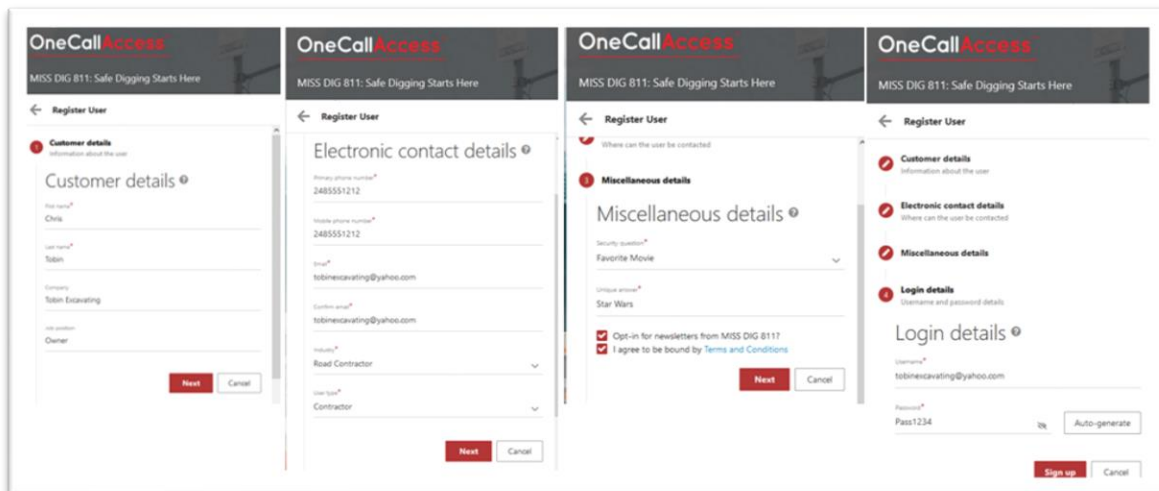 OneCallAccess
MISS DIG 811: Safe Digging Starts Here
Register User
1
Customer details
Information about the user
Customer details
First name*
Chris
Last name*
Tobin
Company
Tobin Excavating
Job position
Owner
Next Cancel
OneCallAccess
MISS DIG 811: Safe Digging Starts Here
Register User
Electronic contact details
Primary phone number*
2485551212
Mobile phone number*
2485551212
Email*
tobinexcavating@yahoo.com
Confirm email*
tobinexcavating@yahoo.com
Industry*
Road Contractor
User type*
Contractor
Next Cancel
OneCallAccess
MISS DIG 811: Safe Digging Starts Here
Register User
Where can the user be contacted
3 Miscellaneous details
Miscellaneous details
Security question*
Favorite Movie
Unique answer*
Star Wars
Opt-in for newsletters from MISS DIG 811?
I agree to be bound by Terms and Conditions
Next Cancel
OneCallAccess
MISS DIG 811: Safe Digging Starts Here
Register User
Customer details
Information about the user
Electronic contact details
Where can the user be contacted
Miscellaneous details
4
Login details
Username and password details
Login details
Username*
tobinexcavating@yahoo.com
Password*
Pass1234
Auto-generate
Sign up Cancel